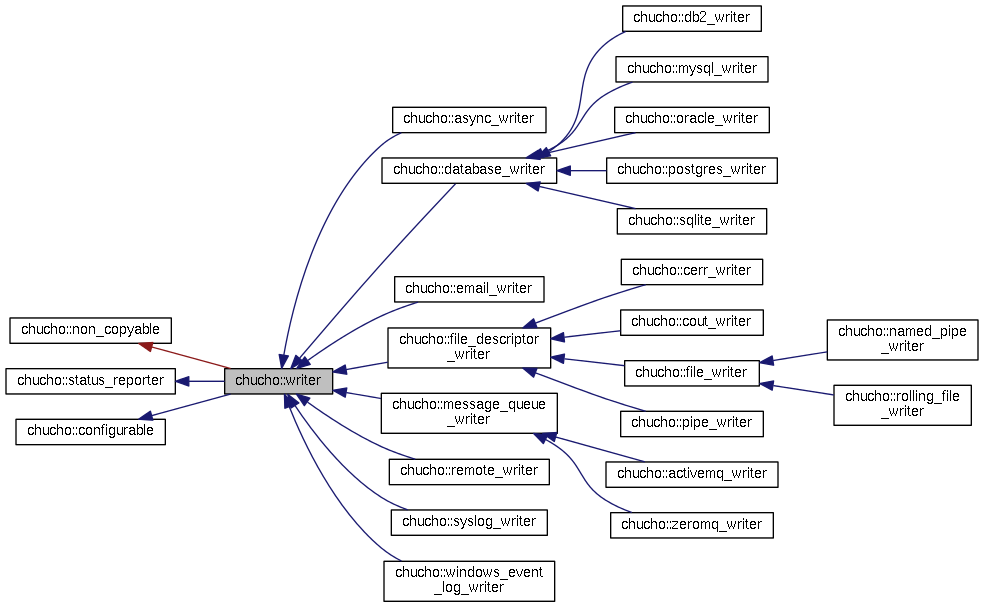 chucho::db2_writer
chucho::mysql_writer
chucho::async_writer
chucho::oracle_writer
chucho::database_writer
chucho::postgres_writer
chucho::sqlite_writer
chucho::cerr_writer
chucho::email_writer
chucho::non_copyable
chucho::file_descriptor
_writer
chucho::cout_writer
chucho::named_pipe
_writer
chucho::status_reporter
chucho::writer
chucho::file_writer
chucho::configurable
chucho::message_queue
_writer
chucho::rolling_file
_writer
chucho::pipe_writer
chucho::remote_writer
chucho::activemq_writer
chucho::syslog_writer
chucho::zeromq_writer
chucho::windows_event
_log_writer